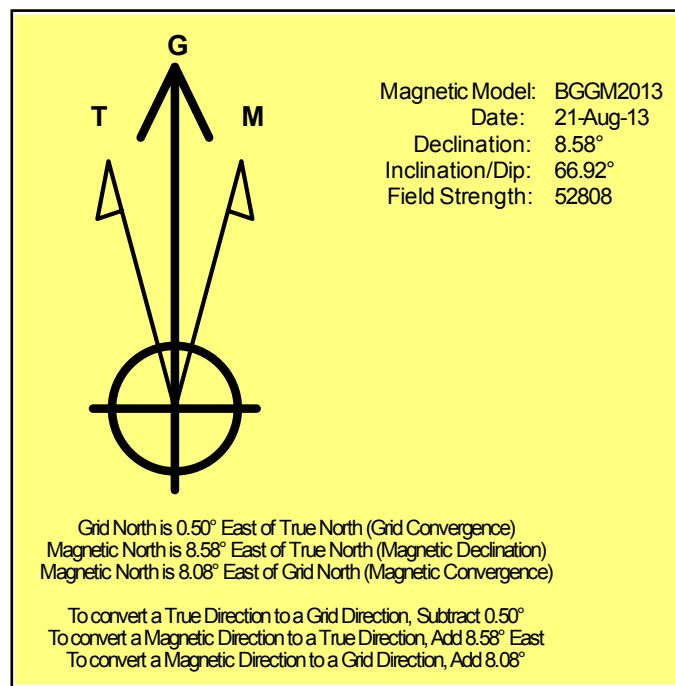 G
T M
Magnetic Model: BGGM2013
Date: 21-Aug-13
Declination: 8.58°
Inclination/Dip: 66.92°
Field Strength: 52808
Grid North is 0.50° East of True North (Grid Convergence)
Magnetic North is 8.58° East of True North (Magnetic Declination)
Magnetic North is 8.08° East of Grid North (Magnetic Convergence)
To convert a True Direction to a Grid Direction, Subtract 0.50°
To convert a Magnetic Direction to a True Direction, Add 8.58° East
To convert a Magnetic Direction to a Grid Direction, Add 8.08°